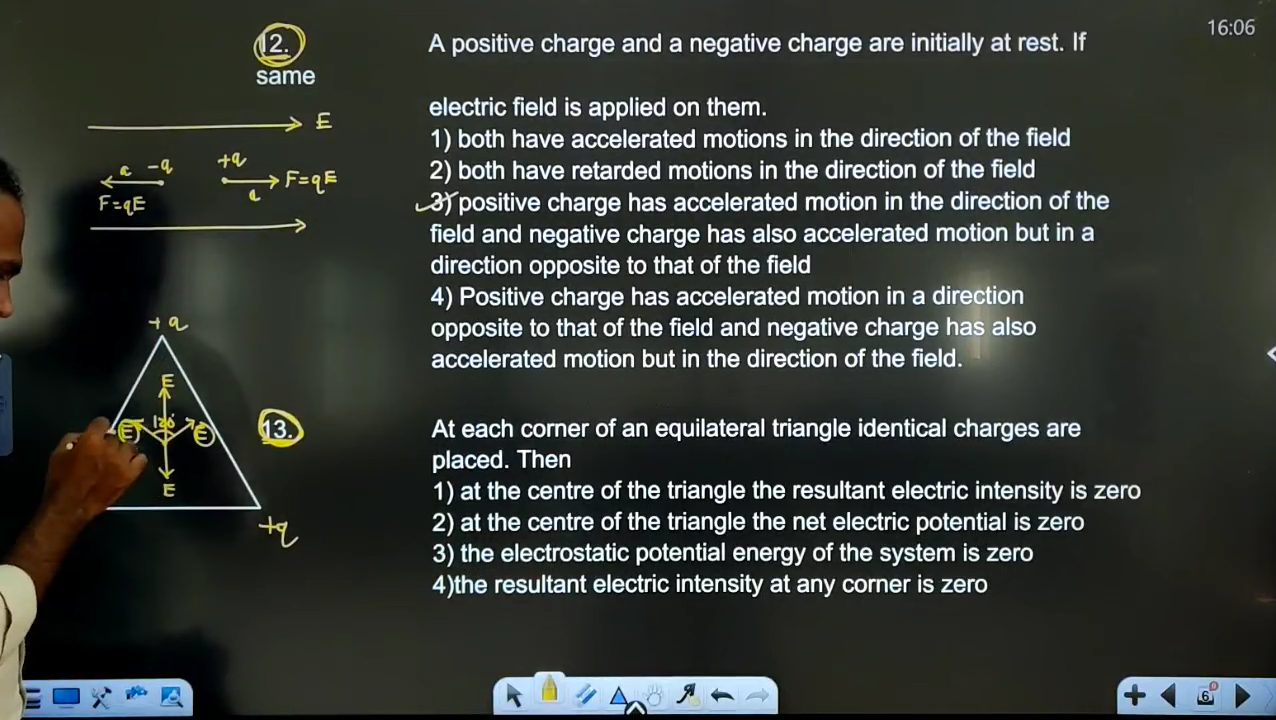 16:06
12. A positive charge and a negative charge are initially at rest. If
same
electric field is applied on them.
1) both have accelerated motions in the direction of the field
2) both have retarded motions in the direction of the field
3) positive charge has accelerated motion in the direction of the
field and negative charge has also accelerated motion but in a
direction opposite to that of the field
4) Positive charge has accelerated motion in a direction
opposite to that of the field and negative charge has also
accelerated motion but in the direction of the field.
E
a -q +q
F=qE a F=qE
+q
E
120°
E E
E
+q
13. At each corner of an equilateral triangle identical charges are
placed. Then
1) at the centre of the triangle the resultant electric intensity is zero
2) at the centre of the triangle the net electric potential is zero
3) the electrostatic potential energy of the system is zero
4)the resultant electric intensity at any corner is zero
6